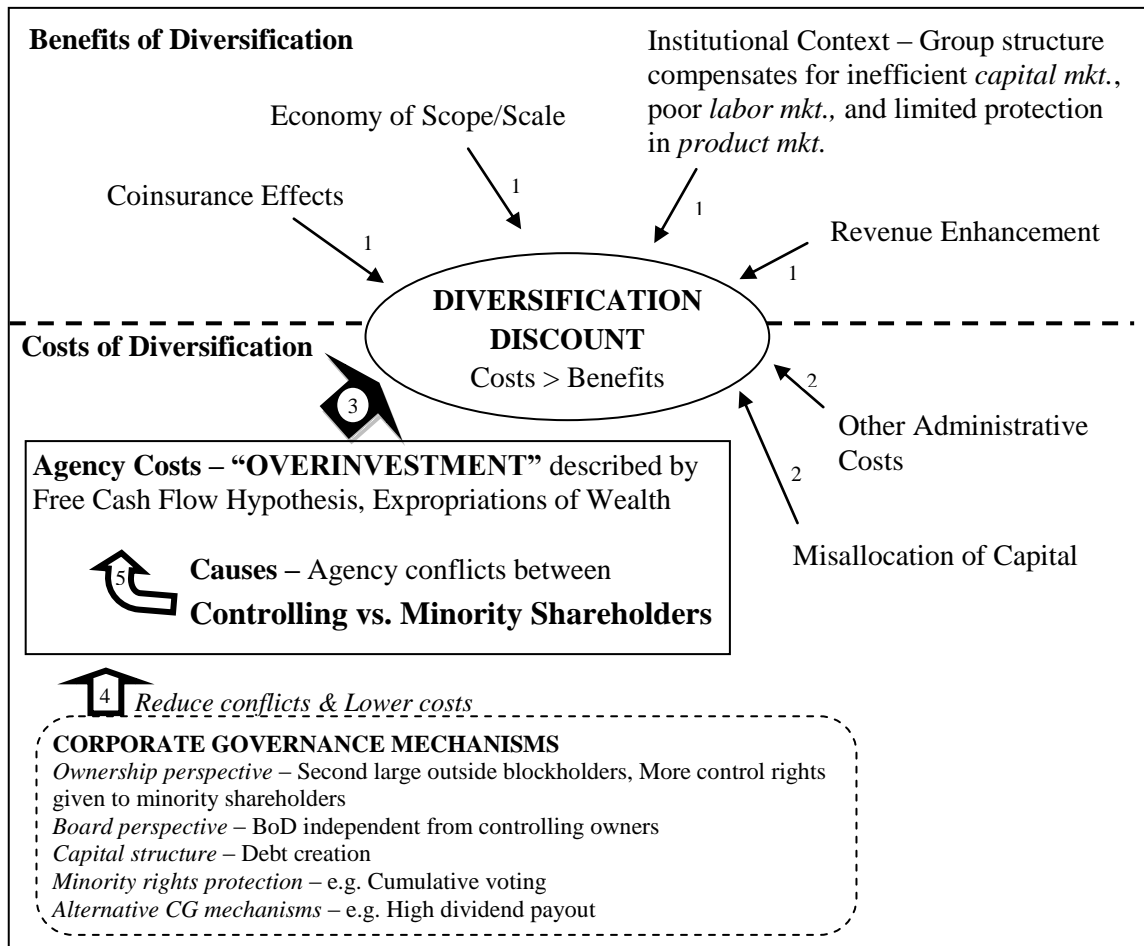 Benefits of Diversification
Institutional Context – Group structure
compensates for inefficient capital mkt.,
poor labor mkt., and limited protection
in product mkt.
Economy of Scope/Scale
Coinsurance Effects
Revenue Enhancement
1
1
1
1
DIVERSIFICATION
DISCOUNT
Costs > Benefits
Costs of Diversification
3
2
2
Other Administrative
Costs
Misallocation of Capital
Agency Costs – “OVERINVESTMENT” described by
Free Cash Flow Hypothesis, Expropriations of Wealth
5
Causes – Agency conflicts between
Controlling vs. Minority Shareholders
4
Reduce conflicts & Lower costs
CORPORATE GOVERNANCE MECHANISMS
Ownership perspective – Second large outside blockholders, More control rights
given to minority shareholders
Board perspective – BoD independent from controlling owners
Capital structure – Debt creation
Minority rights protection – e.g. Cumulative voting
Alternative CG mechanisms – e.g. High dividend payout